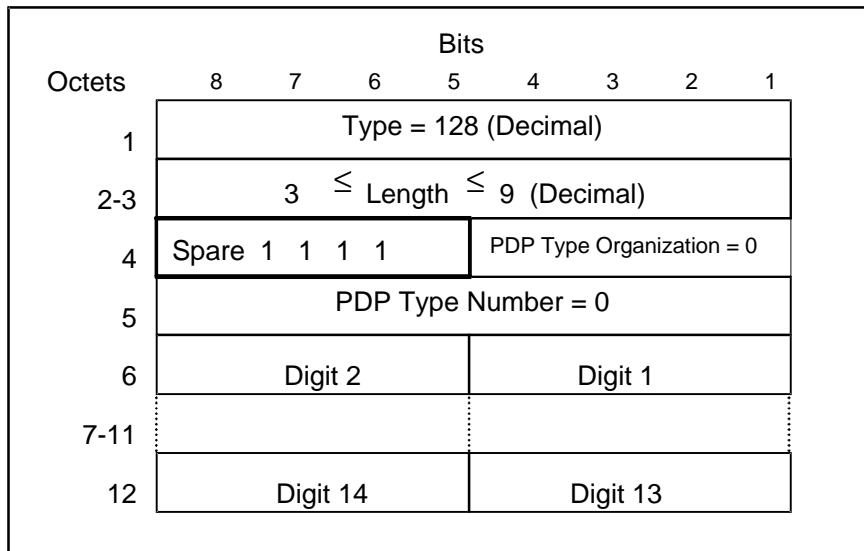 Bits
Octets 8 7 6 5 4 3 2 1
1 Type = 128 (Decimal)
2-3 3 ≤ Length ≤ 9 (Decimal)
4 Spare 1 1 1 1 PDP Type Organization = 0
5 PDP Type Number = 0
6 Digit 2 Digit 1
7-11
12 Digit 14 Digit 13